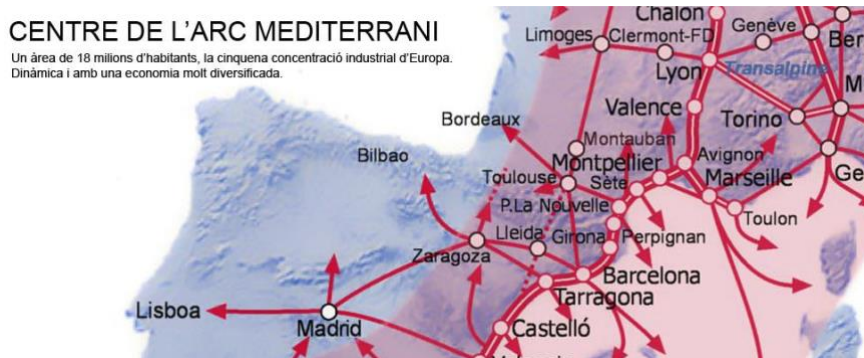 CENTRE DE L'ARC MEDITERRANI
Un àrea de 18 milions d'habitants, la cinquena concentració industrial d'Europa.
Dinàmica i amb una economia molt diversificada.
Chalon
Genève
Limoges
Clermont-FD
Ber
Lyon
Transalpine
M
Valence
Torino
Bordeaux
Montauban
Bilbao
Avignon
Ge
Montpellier
Toulouse
Sète
Marseille
P.La Nouvelle
Toulon
Lleida
Girona
Perpignan
Zaragoza
Barcelona
Tarragona
Lisboa
Madrid
Castelló